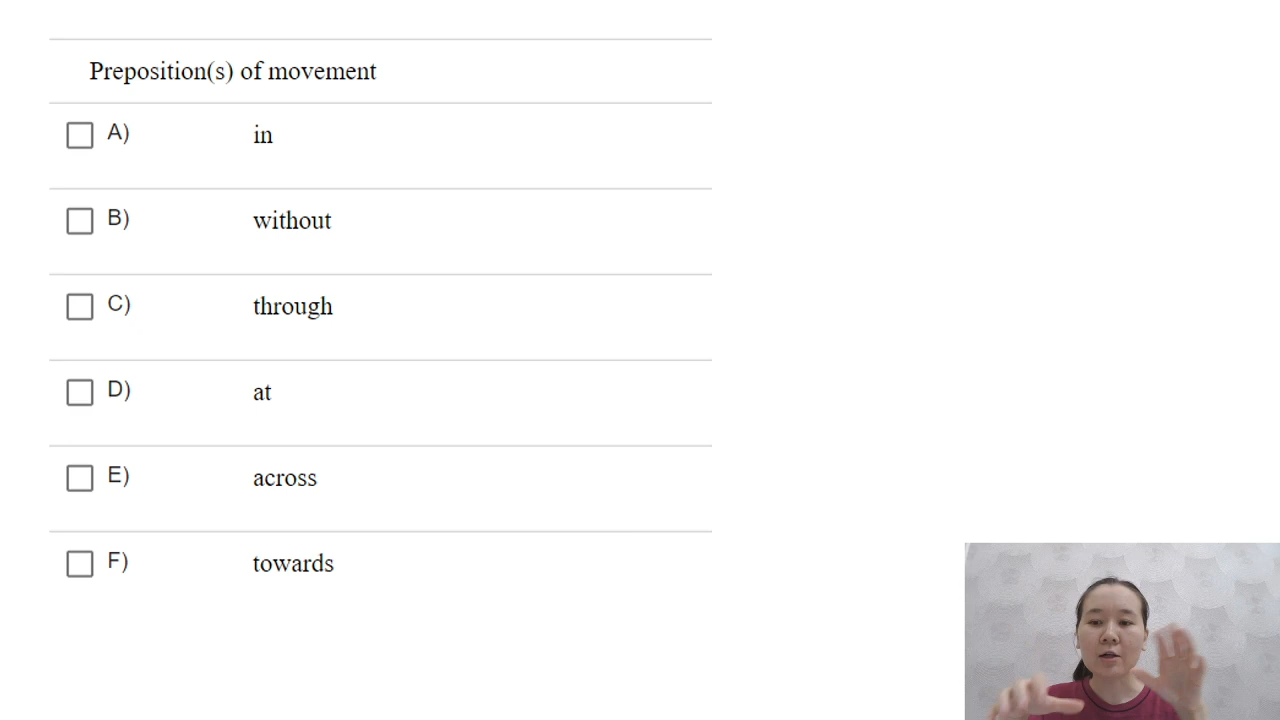 Preposition(s) of movement
A) in
B) without
C) through
D) at
E) across
F) towards